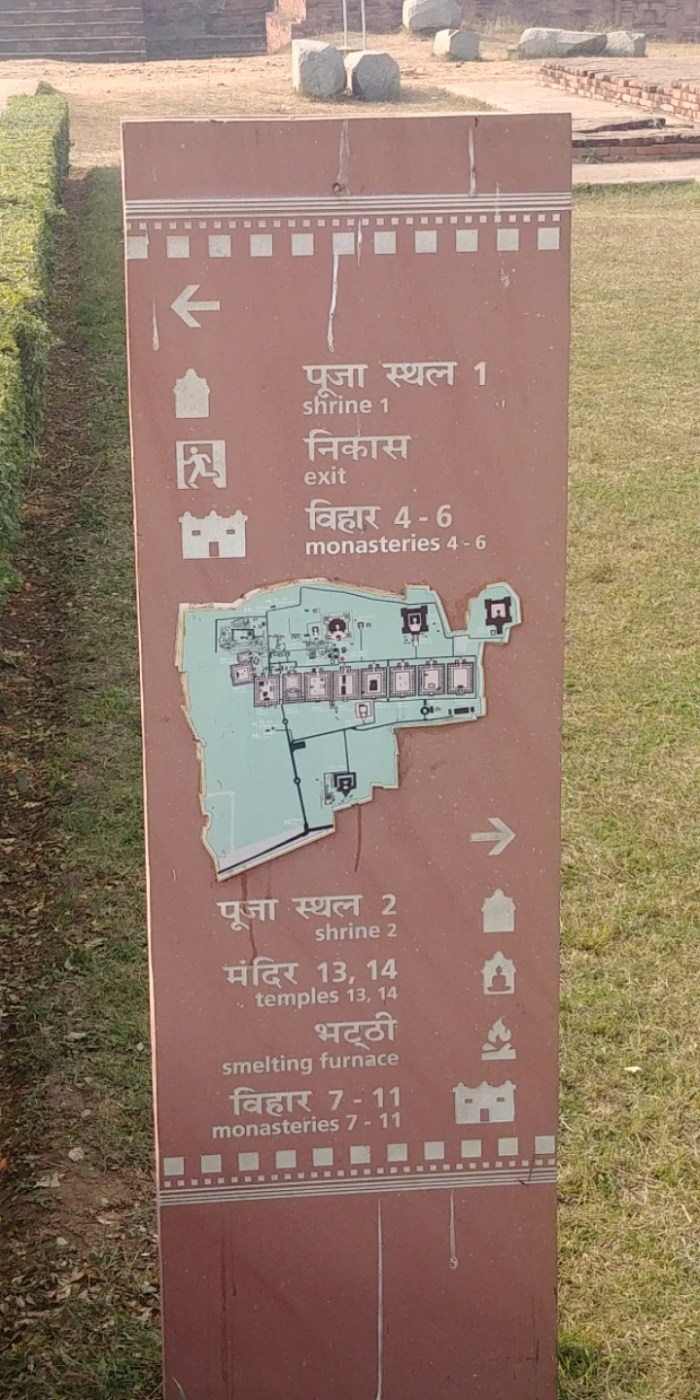 पूजा स्थल 1
shrine 1
निकास
exit
विहार 4 - 6
monasteries 4 - 6
पूजा स्थल 2
shrine 2
मंदिर 13, 14
temples 13, 14
भट्ठी
smelting furnace
विहार 7 - 11
monasteries 7 - 11